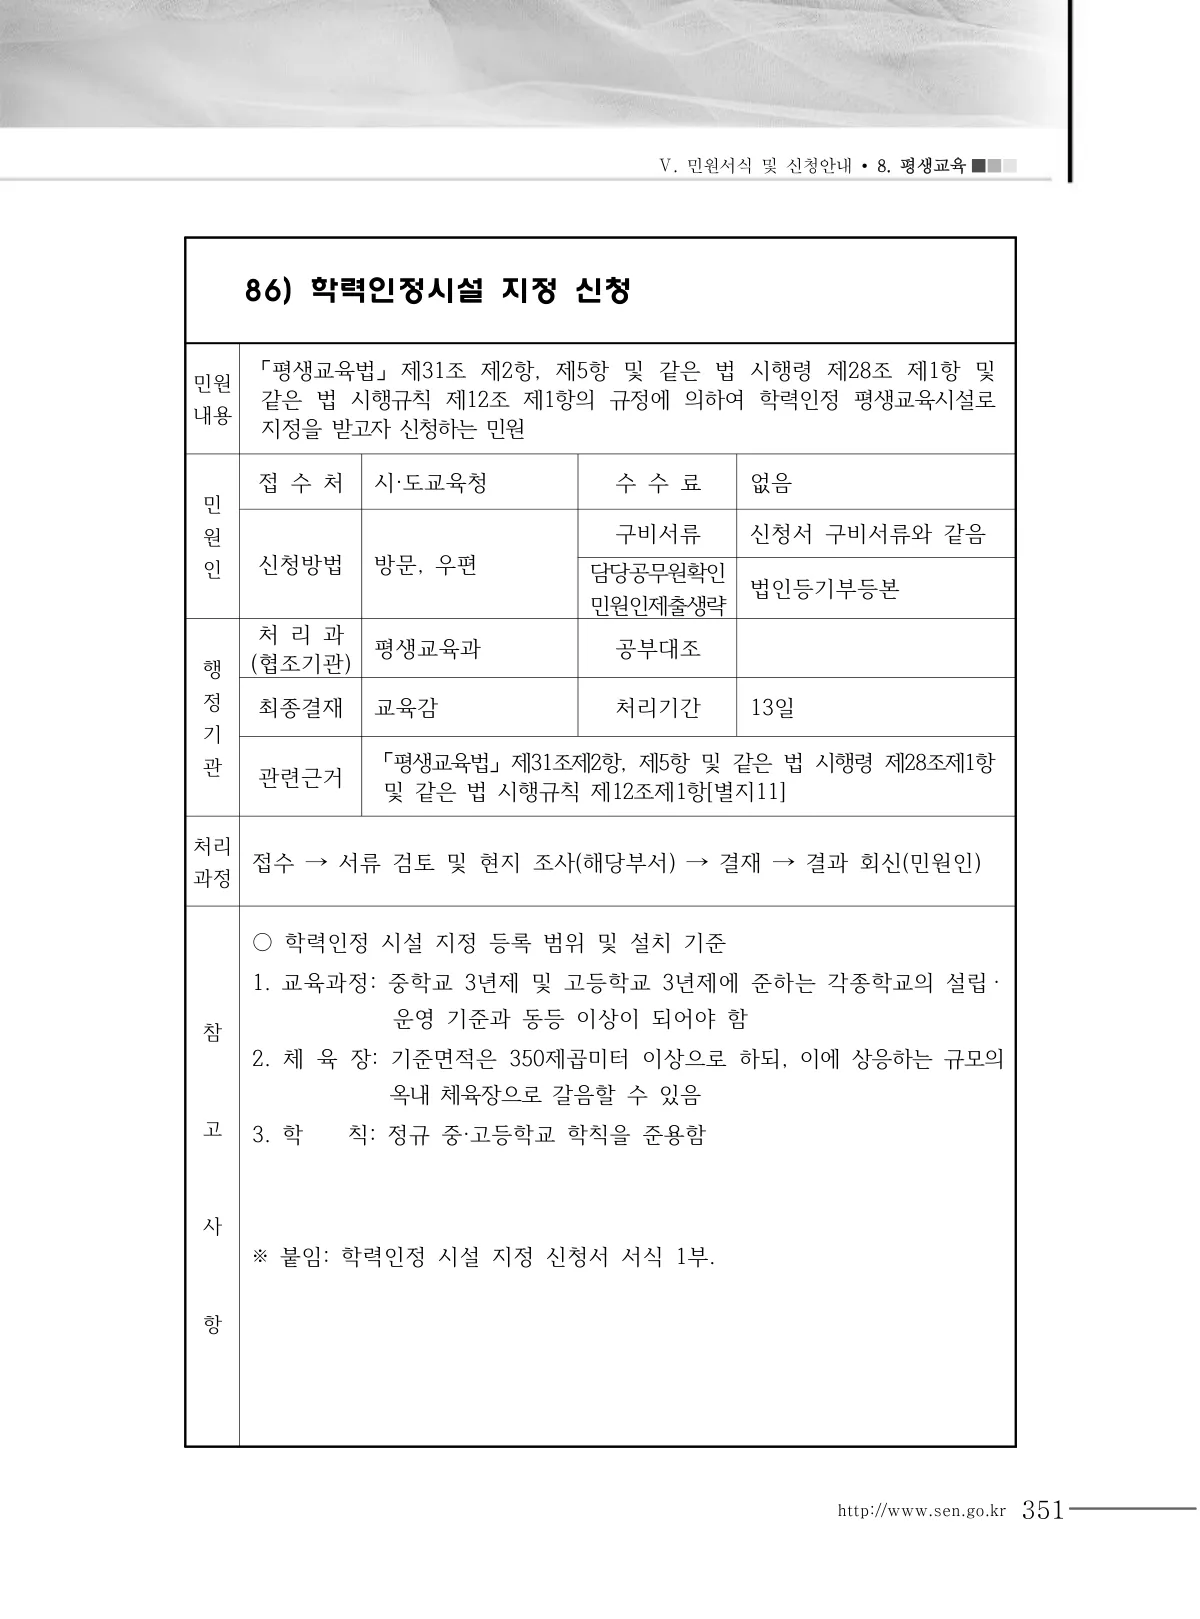 Ⅴ. 민원서식 및 신청안내 • 8. 평생교육
86) 학력인정시설 지정 신청
민원
내용
「평생교육법」 제31조 제2항, 제5항 및 같은 법 시행령 제28조 제1항 및
같은 법 시행규칙 제12조 제1항의 규정에 의하여 학력인정 평생교육시설로
지정을 받고자 신청하는 민원
민
원
인
접 수 처
시·도교육청
수 수 료
없음
신청방법
방문, 우편
구비서류
신청서 구비서류와 같음
담당공무원확인
민원인제출생략
법인등기부등본
행
정
기
관
처 리 과
(협조기관)
평생교육과
공부대조
최종결재
교육감
처리기간
13일
관련근거
「평생교육법」 제31조제2항, 제5항 및 같은 법 시행령 제28조제1항
및 같은 법 시행규칙 제12조제1항[별지11]
처리
과정
접수 → 서류 검토 및 현지 조사(해당부서) → 결재 → 결과 회신(민원인)
참
고
사
항
○ 학력인정 시설 지정 등록 범위 및 설치 기준
1. 교육과정: 중학교 3년제 및 고등학교 3년제에 준하는 각종학교의 설립·
운영 기준과 동등 이상이 되어야 함
2. 체 육 장: 기준면적은 350제곱미터 이상으로 하되, 이에 상응하는 규모의
옥내 체육장으로 갈음할 수 있음
3. 학 칙: 정규 중·고등학교 학칙을 준용함
※ 붙임: 학력인정 시설 지정 신청서 서식 1부.
http://www.sen.go.kr 351